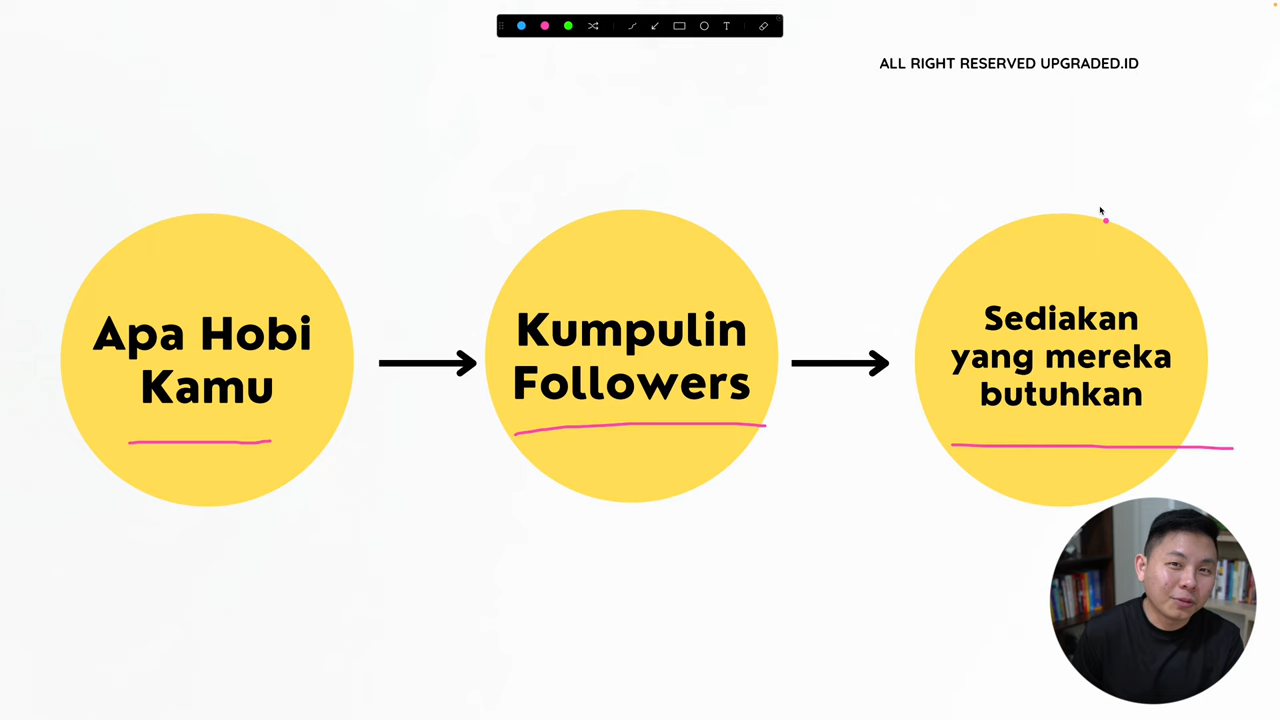 ALL RIGHT RESERVED UPGRADED.ID
Apa Hobi
Kamu
Kumpulin
Followers
Sediakan
yang mereka
butuhkan